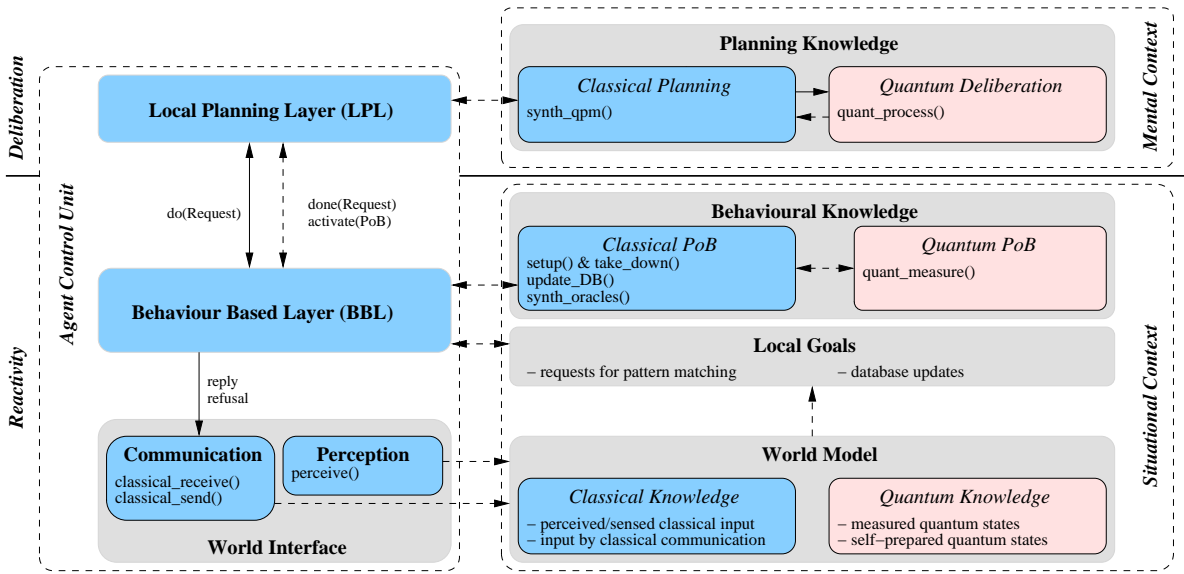 Deliberation
Reactivity
Agent Control Unit
Local Planning Layer (LPL)
do(Request)
done(Request)
activate(PoB)
Behaviour Based Layer (BBL)
reply
refusal
Communication
classical_receive()
classical_send()
Perception
perceive()
World Interface
Mental Context
Planning Knowledge
Classical Planning
synth_qpm()
Quantum Deliberation
quant_process()
Situational Context
Behavioural Knowledge
Classical PoB
setup() & take_down()
update_DB()
synth_oracles()
Quantum PoB
quant_measure()
Local Goals
– requests for pattern matching
– database updates
World Model
Classical Knowledge
– perceived/sensed classical input
– input by classical communication
Quantum Knowledge
– measured quantum states
– self−prepared quantum states